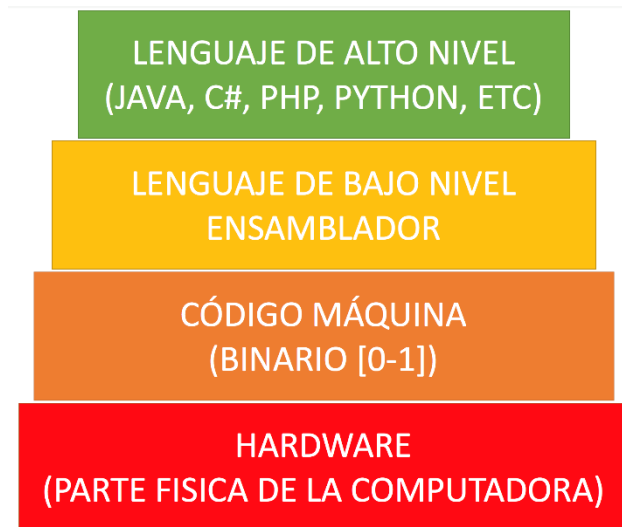 LENGUAJE DE ALTO NIVEL
(JAVA, C#, PHP, PYTHON, ETC)
LENGUAJE DE BAJO NIVEL
ENSAMBLADOR
CÓDIGO MÁQUINA
(BINARIO [0-1])
HARDWARE
(PARTE FISICA DE LA COMPUTADORA)